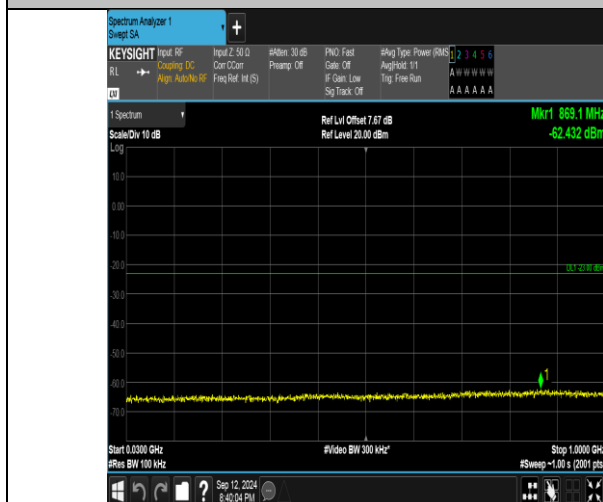 Spectrum Analyzer 1
Swept SA
+
KEYSIGHT Input: RF Input Z: 50 Ω #Atten: 30 dB PNO: Fast #Avg Type: Power (RMS 1 2 3 4 5 6
RL Coupling: DC Corr CCorr Preamp: Off Gate: Off Avg|Hold: 1/1 A W W W W W
Align: Auto/No RF Freq Ref: Int (S) IF Gain: Low Trig: Free Run
Sig Track: Off A A A A A A
1 Spectrum Ref Lvl Offset 7.67 dB Mkr1 869.1 MHz
Scale/Div 10 dB Ref Level 20.00 dBm -62.432 dBm
Log
10.0
0.00
-10.0
-20.0
DL1 -23.00 dBm
-30.0
-40.0
-50.0
1
-60.0
-70.0
Start 0.0300 GHz #Video BW 300 kHz* Stop 1.0000 GHz
#Res BW 100 kHz #Sweep ~1.00 s (2001 pts
? Sep 12, 2024
8:40:04 PM